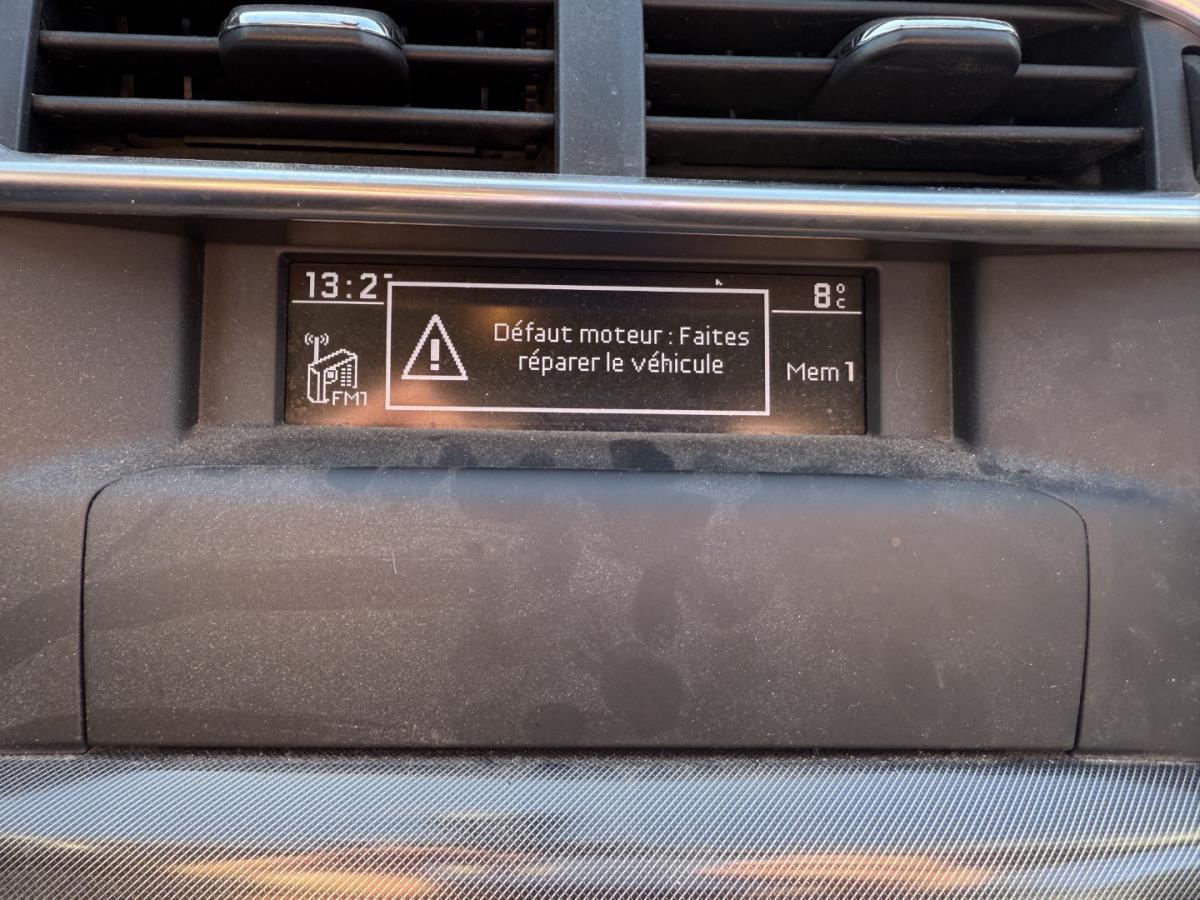 13:2
8°C
Défaut moteur : Faites
réparer le véhicule
FM1
Mem 1